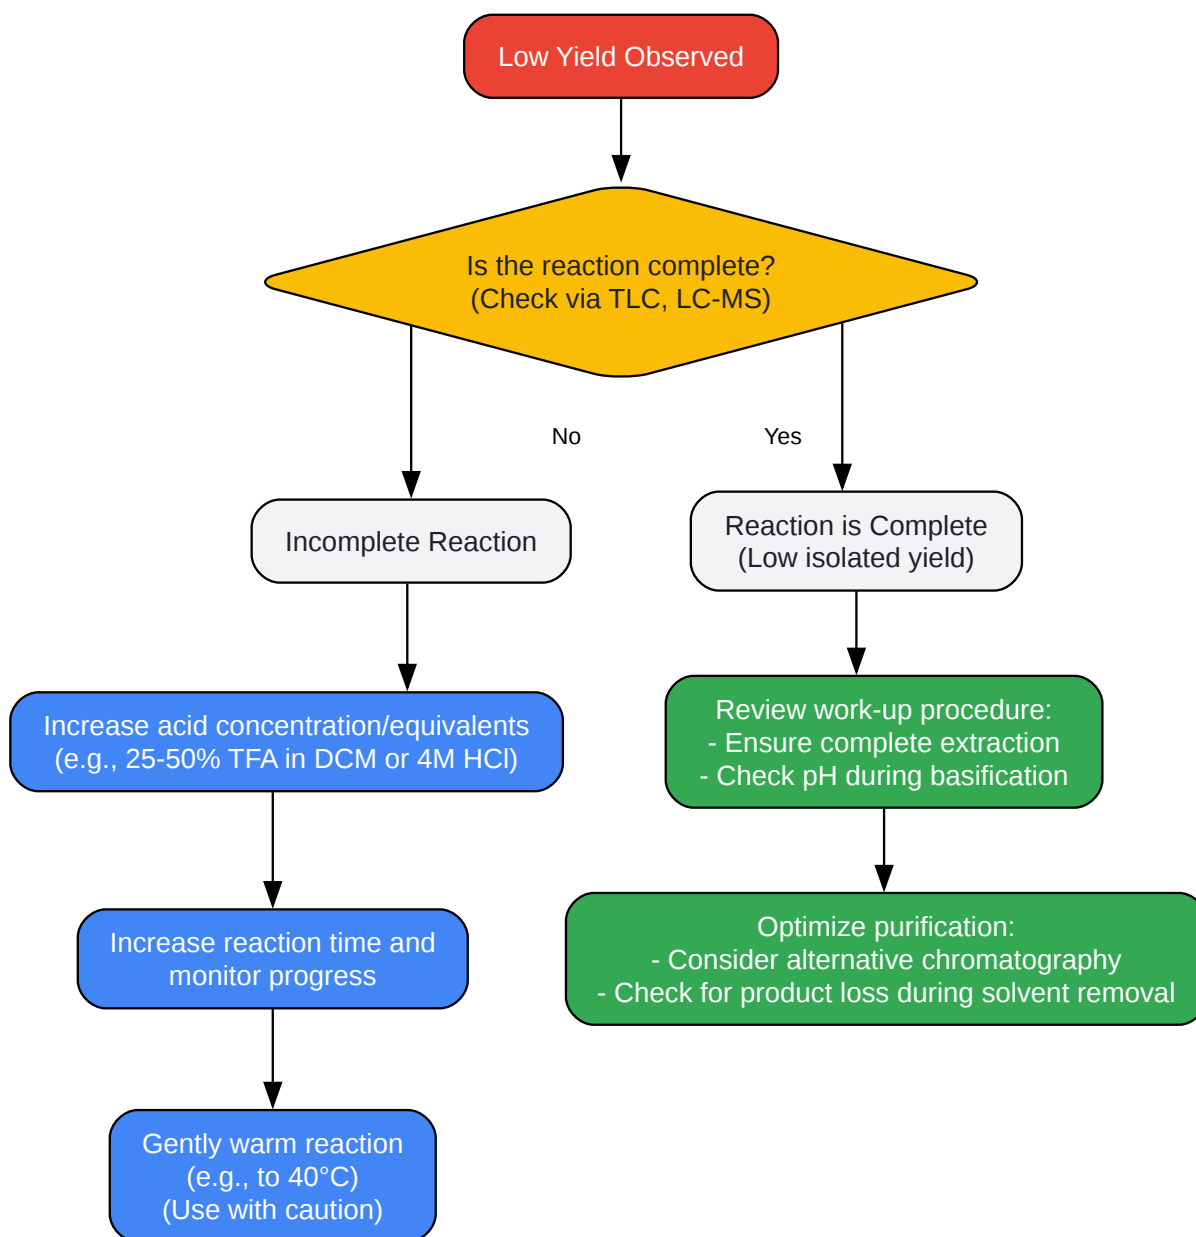 Low Yield Observed
Is the reaction complete?
(Check via TLC, LC-MS)
No
Yes
Incomplete Reaction
Reaction is Complete
(Low isolated yield)
Increase acid concentration/equivalents
(e.g., 25-50% TFA in DCM or 4M HCl)
Review work-up procedure:
- Ensure complete extraction
- Check pH during basification
Increase reaction time and
monitor progress
Optimize purification:
- Consider alternative chromatography
- Check for product loss during solvent removal
Gently warm reaction
(e.g., to 40°C)
(Use with caution)